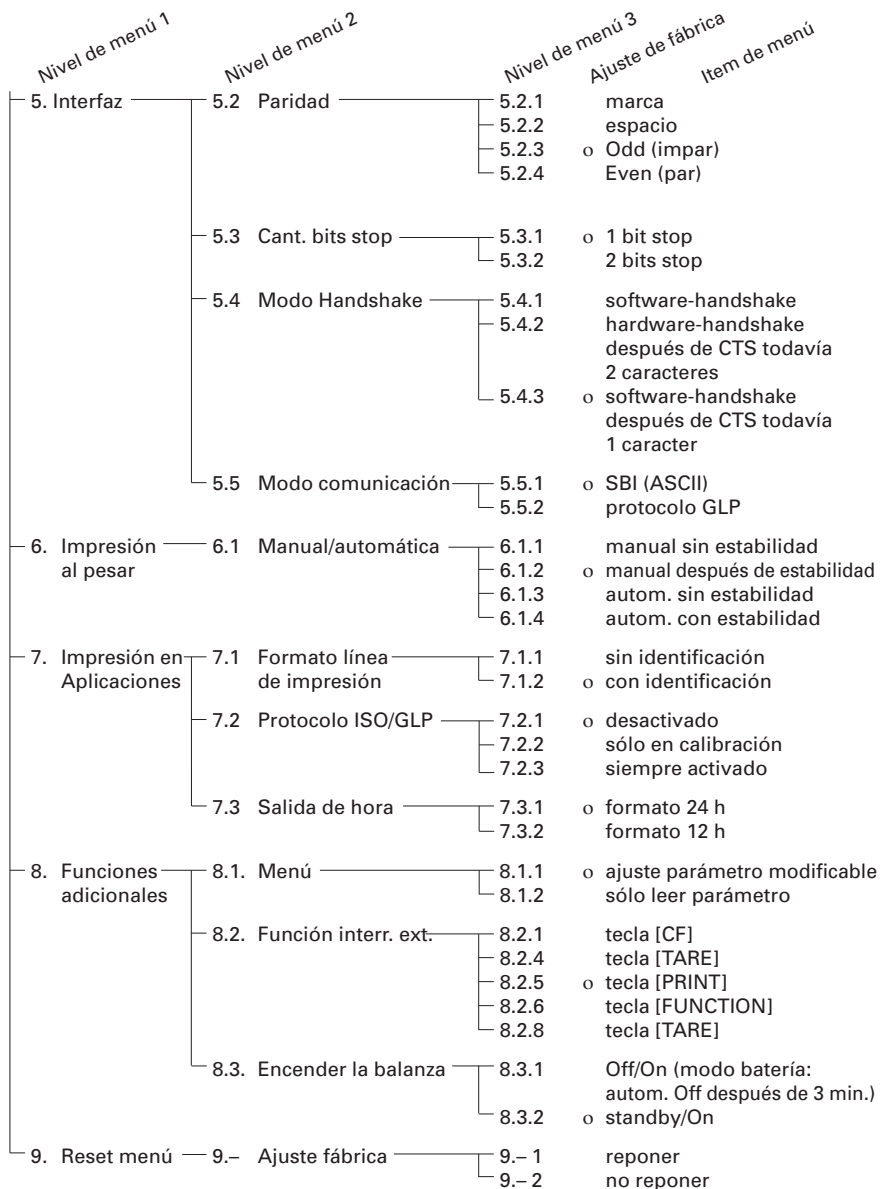 Nivel de menú 1 Nivel de menú 2 Nivel de menú 3 Ajuste de fábrica Item de menú
5. Interfaz 5.2 Paridad 5.2.1 marca
5.2.2 espacio
5.2.3 o Odd (impar)
5.2.4 Even (par)
5.3 Cant. bits stop 5.3.1 o 1 bit stop
5.3.2 2 bits stop
5.4 Modo Handshake 5.4.1 software-handshake
5.4.2 hardware-handshake
después de CTS todavía
2 caracteres
5.4.3 o software-handshake
después de CTS todavía
1 caracter
5.5 Modo comunicación 5.5.1 o SBI (ASCII)
5.5.2 protocolo GLP
6. Impresión 6.1 Manual/automática 6.1.1 manual sin estabilidad
al pesar 6.1.2 o manual después de estabilidad
6.1.3 autom. sin estabilidad
6.1.4 autom. con estabilidad
7. Impresión en 7.1 Formato línea 7.1.1 sin identificación
Aplicaciones de impresión 7.1.2 o con identificación
7.2 Protocolo ISO/GLP 7.2.1 o desactivado
7.2.2 sólo en calibración
7.2.3 siempre activado
7.3 Salida de hora 7.3.1 o formato 24 h
7.3.2 formato 12 h
8. Funciones 8.1. Menú 8.1.1 o ajuste parámetro modificable
adicionales 8.1.2 sólo leer parámetro
8.2. Función interr. ext. 8.2.1 tecla [CF]
8.2.4 tecla [TARE]
8.2.5 o tecla [PRINT]
8.2.6 tecla [FUNCTION]
8.2.8 tecla [TARE]
8.3. Encender la balanza 8.3.1 Off/On (modo batería:
autom. Off después de 3 min.)
8.3.2 o standby/On
9. Reset menú 9.– Ajuste fábrica 9.– 1 reponer
9.– 2 no reponer